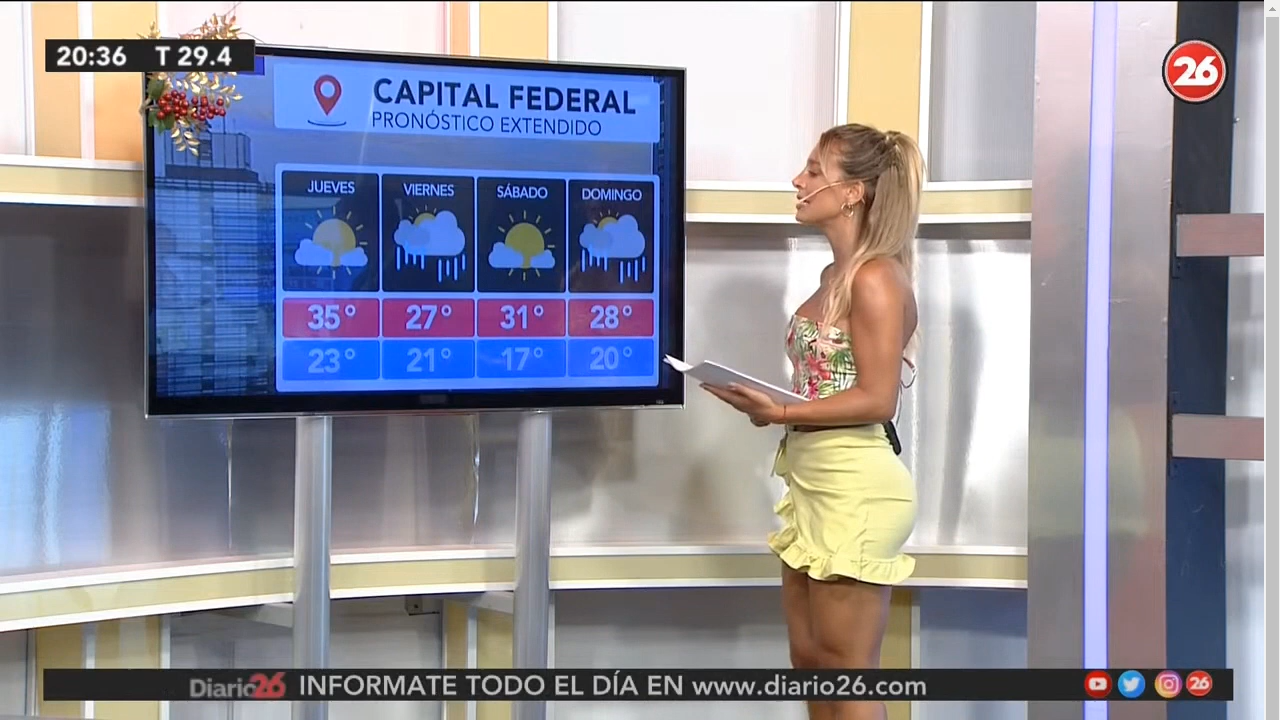 20:36 T 29.4
26
CAPITAL FEDERAL
PRONÓSTICO EXTENDIDO
JUEVES VIERNES SÁBADO DOMINGO
35° 27° 31° 28°
23° 21° 17° 20°
Diario26 INFORMATE TODO EL DÍA EN www.diario26.com
26